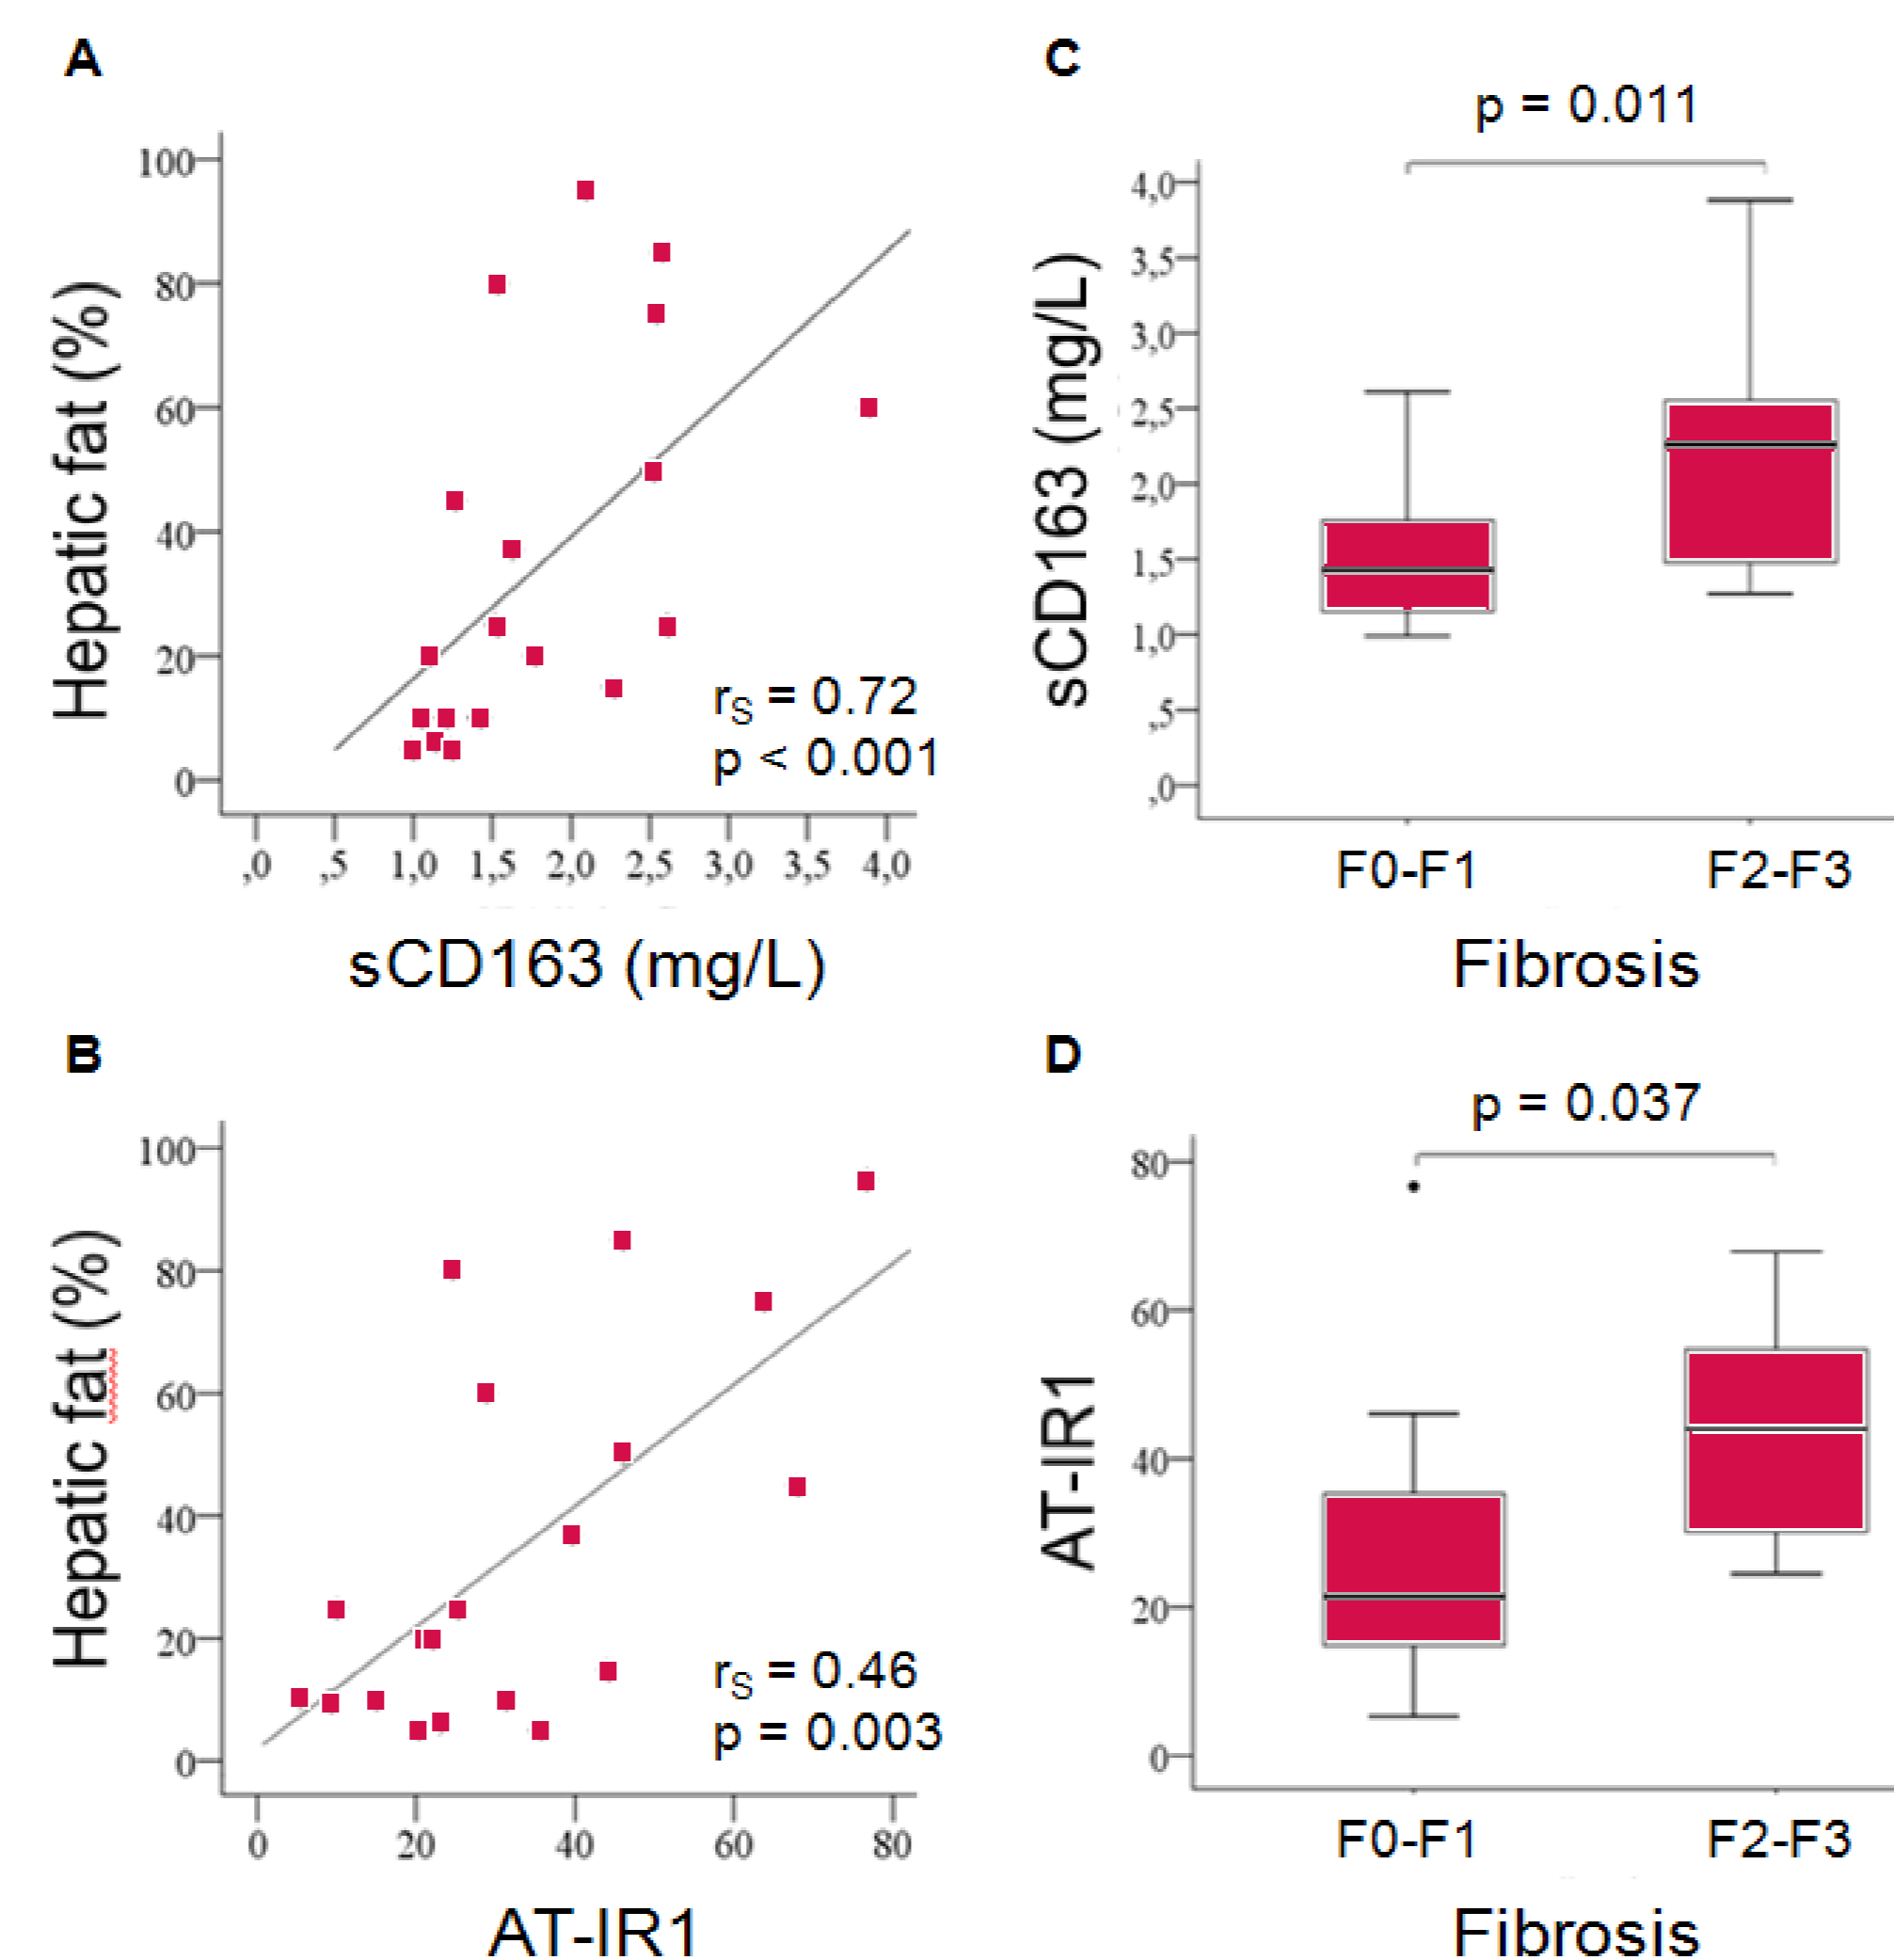 A
Hepatic fat (%)
100
80
60
40
20
0
rS = 0.72
p < 0.001
,0 ,5 1,0 1,5 2,0 2,5 3,0 3,5 4,0
sCD163 (mg/L)
C
p = 0.011
sCD163 (mg/L)
4,0
3,5
3,0
2,5
2,0
1,5
1,0
,5
,0
F0-F1 F2-F3
Fibrosis
B
Hepatic fat (%)
100
80
60
40
20
0
rS = 0.46
p = 0.003
0 20 40 60 80
AT-IR1
D
p = 0.037
AT-IR1
80
60
40
20
0
F0-F1 F2-F3
Fibrosis